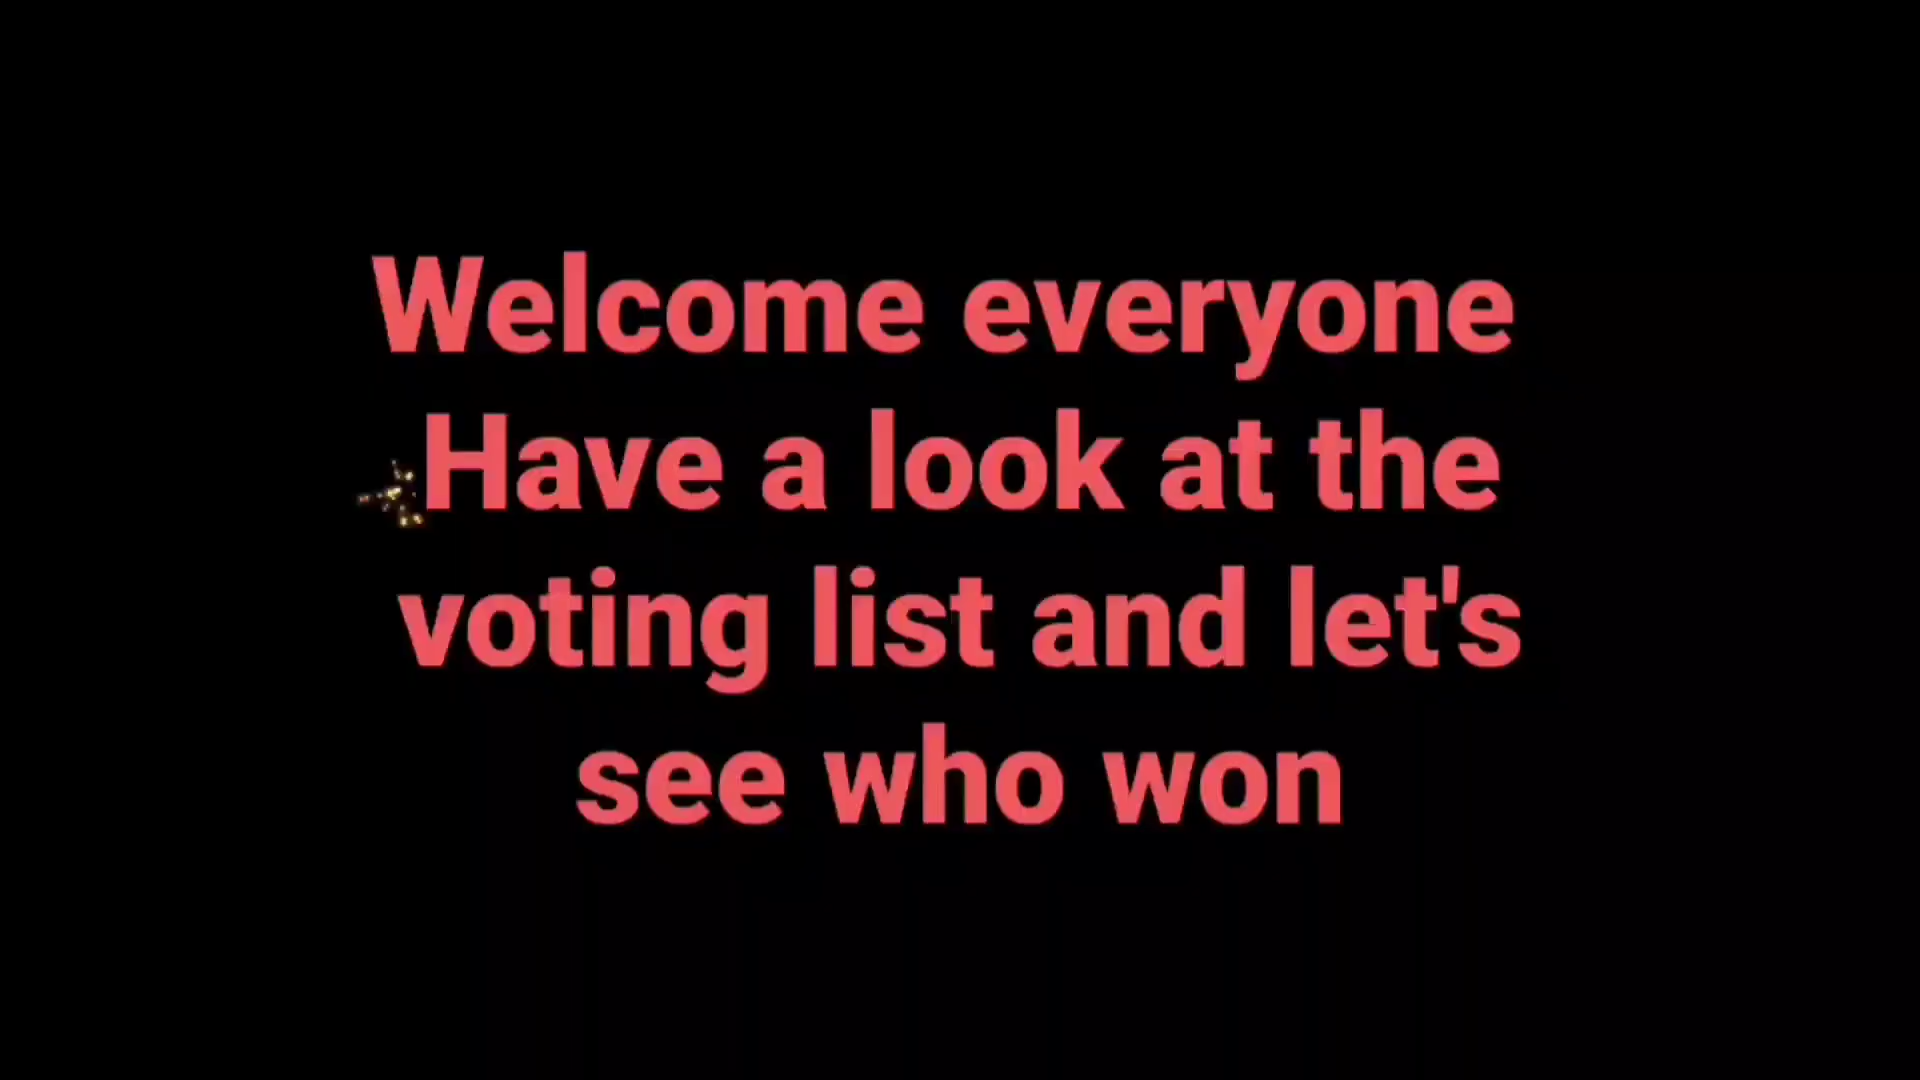 Welcome everyone
Have a look at the
voting list and let's
see who won